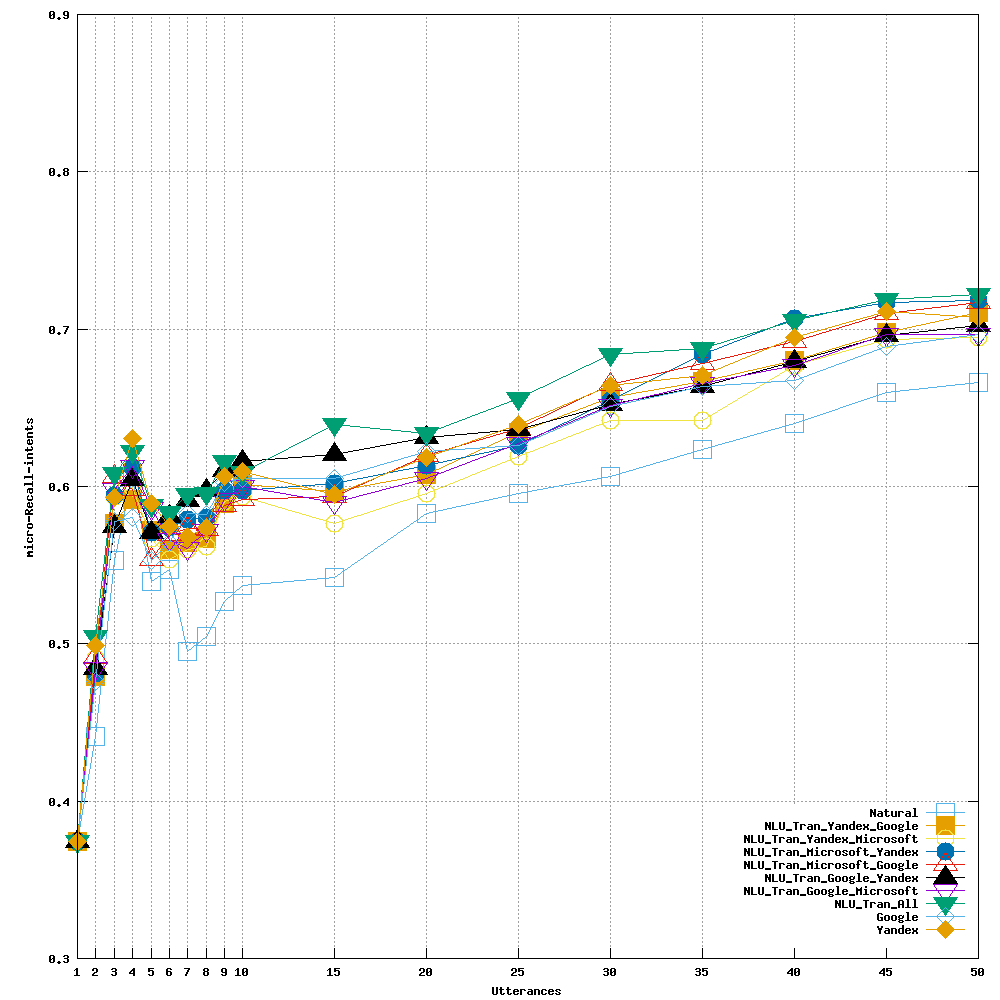 0.9
0.8
0.7
0.6
0.5
0.4
0.3
micro-Recall-intents
Natural
NLU_Tran_Yandex_Google
NLU_Tran_Yandex_Microsoft
NLU_Tran_Microsoft_Yandex
NLU_Tran_Microsoft_Google
NLU_Tran_Google_Yandex
NLU_Tran_Google_Microsoft
NLU_Tran_All
Google
Yandex
1 2 3 4 5 6 7 8 9 10 15 20 25 30 35 40 45 50
Utterances